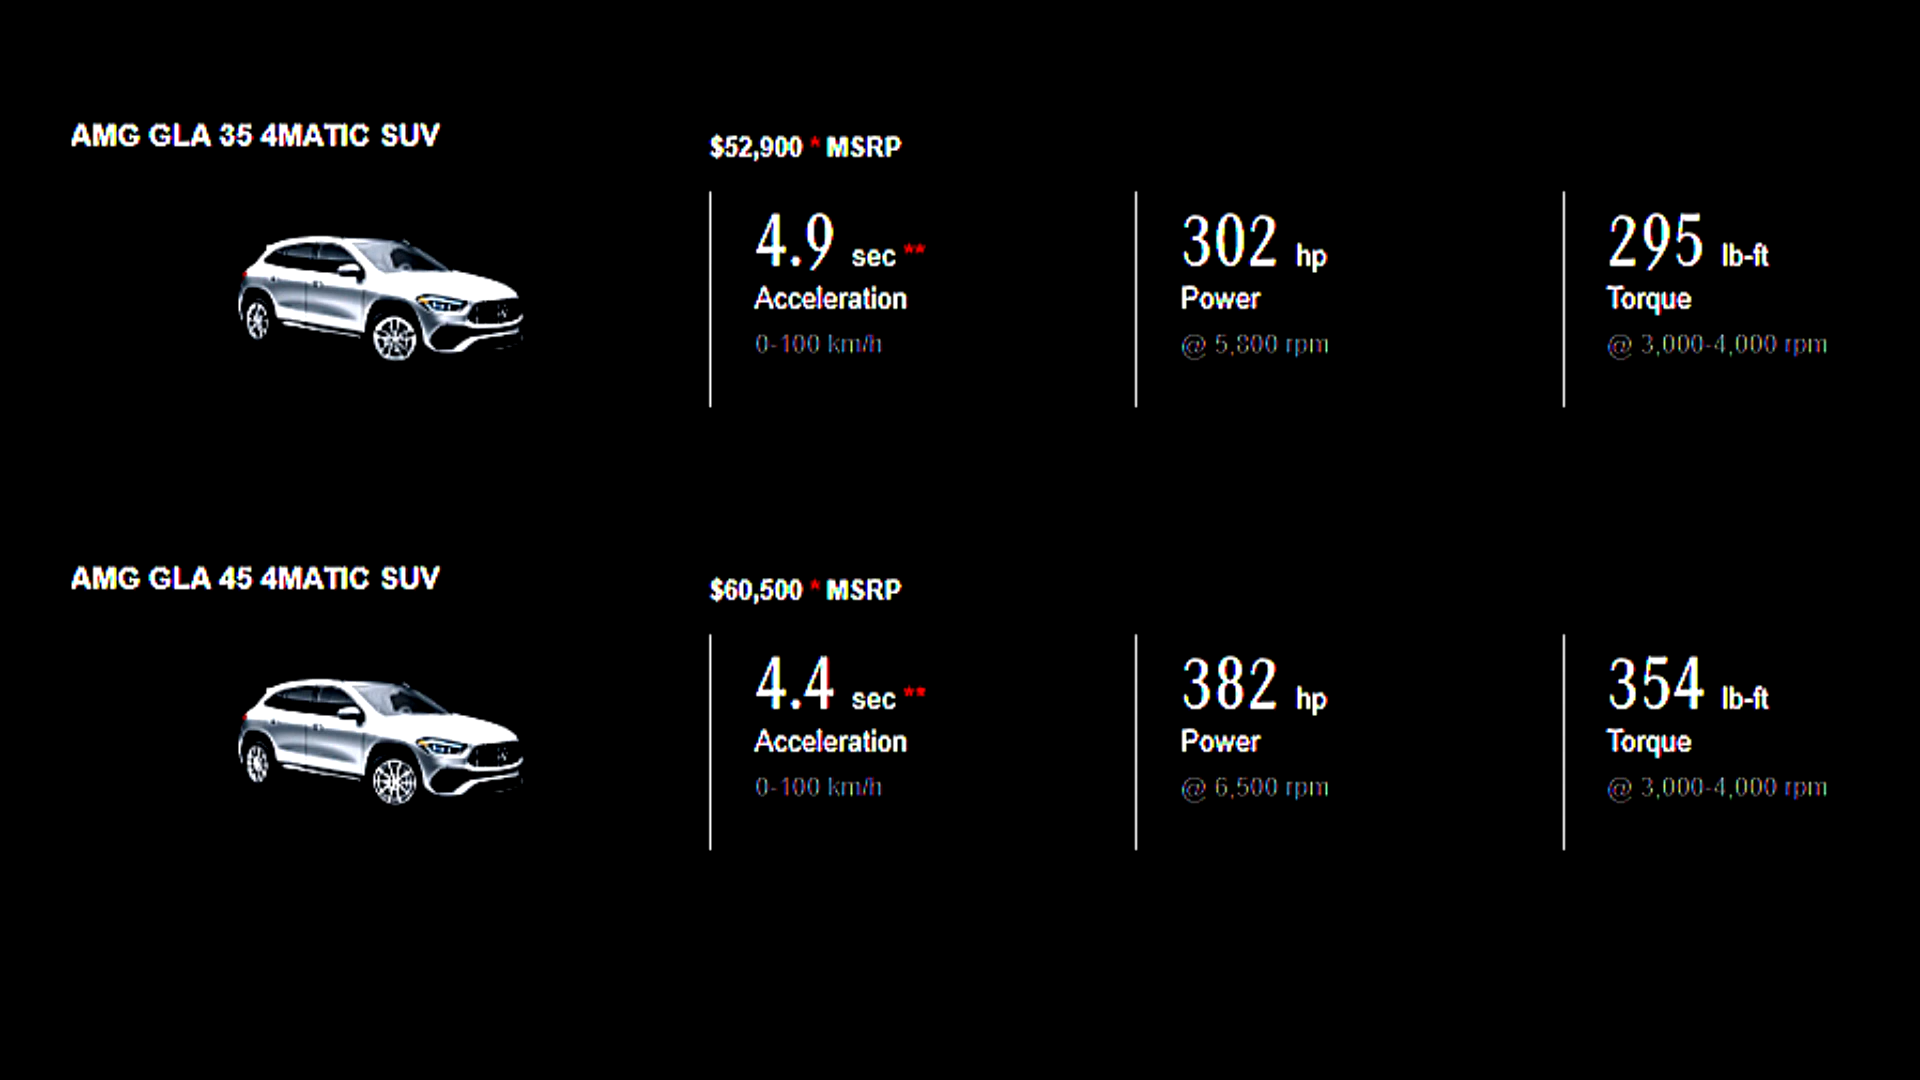 AMG GLA 35 4MATIC SUV
$52,900 * MSRP
4.9 sec **
Acceleration
0-100 km/h
302 hp
Power
@ 5,800 rpm
295 lb-ft
Torque
@ 3,000-4,000 rpm
AMG GLA 45 4MATIC SUV
$60,500 * MSRP
4.4 sec **
Acceleration
0-100 km/h
382 hp
Power
@ 6,500 rpm
354 lb-ft
Torque
@ 3,000-4,000 rpm